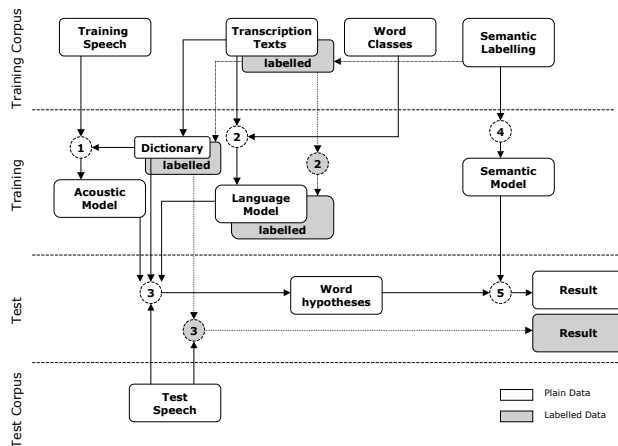 Training Corpus
Training
Speech
Transcription
Texts
labelled
Word
Classes
Semantic
Labelling
Training
1
Dictionary
labelled
2
2
4
Acoustic
Model
Language
Model
labelled
Semantic
Model
Test
3
Word
hypotheses
5
Result
3
Result
Test Corpus
Test
Speech
Plain Data
Labelled Data